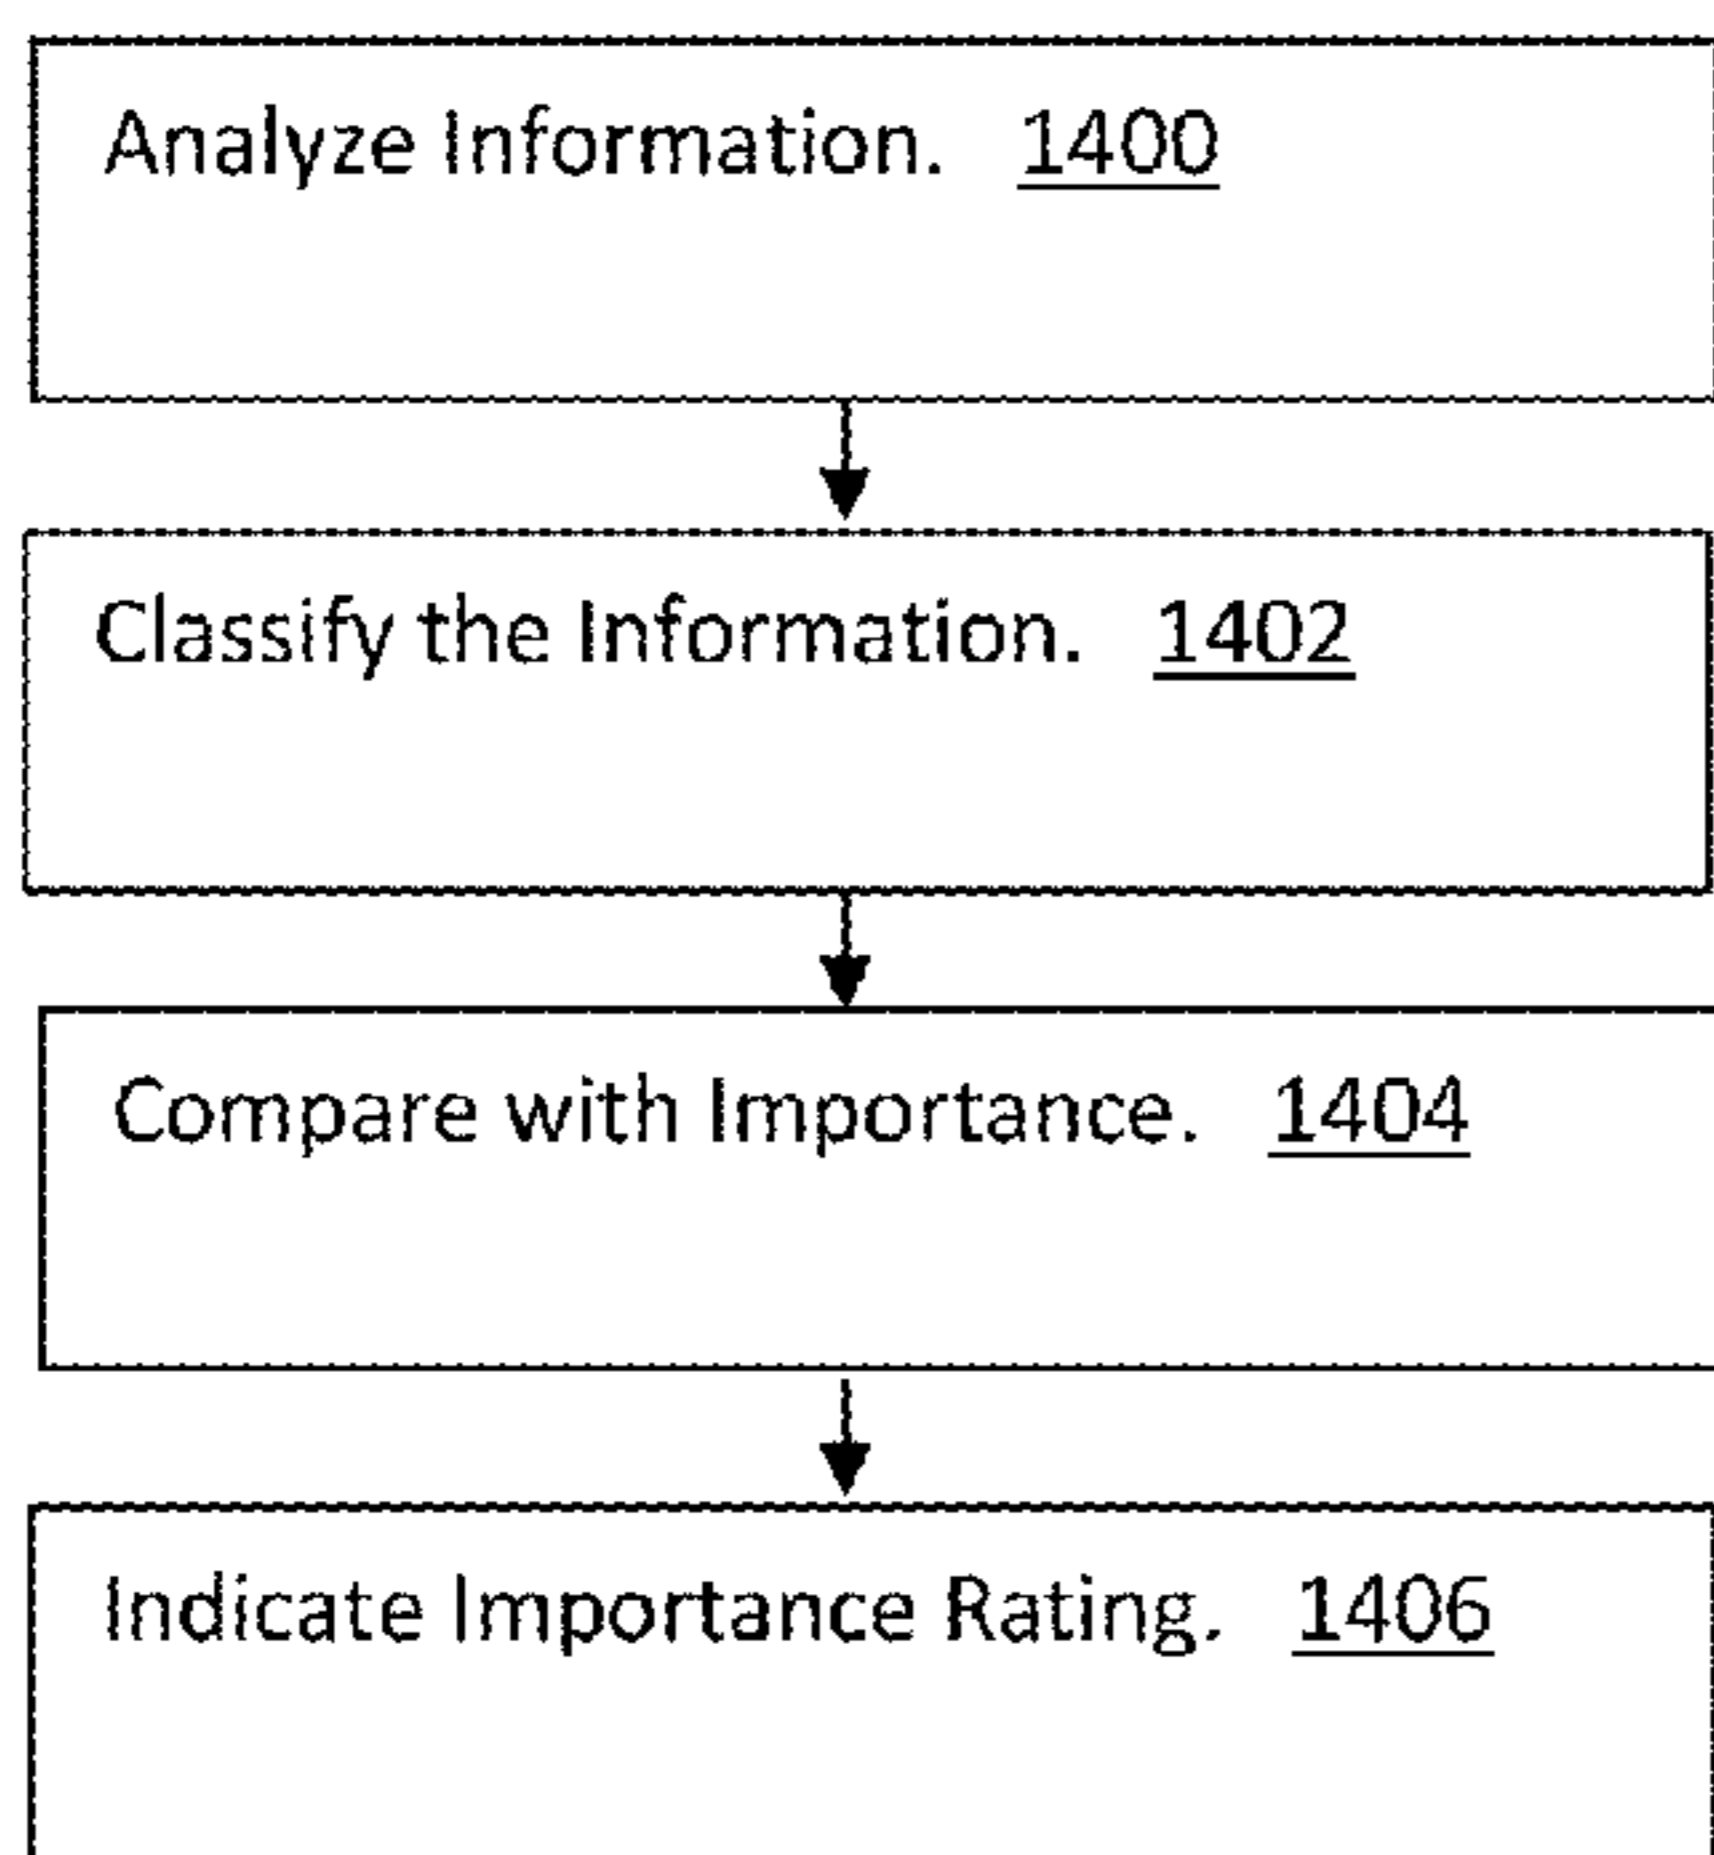 Analyze Information. 1400
Classify the Information. 1402
Compare with Importance. 1404
Indicate Importance Rating. 1406